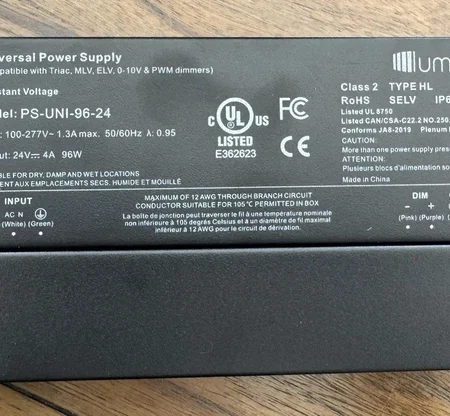 versal Power Supply
patible with Triac, MLV, ELV, 0-10V & PWM dimmers)
stant Voltage
del: PS-UNI-96-24
t: 100-277V~ 1.3A max. 50/60Hz λ: 0.95
put: 24V⎓ 4A 96W
ABLE FOR DRY, DAMP AND WET LOCATIONS
ENT AUX EMPLACEMENTS SECS. HUMIDE ET MOUILLÉ
INPUT
AC N
(White) (Green)
C UL US
LISTED
E362623
FC
CE
MAXIMUM OF 12 AWG THROUGH BRANCH CIRCUIT
CONDUCTOR SUITABLE FOR 105℃ PERMITTED IN BOX
La boîte de jonction peut traverser le fil à une température nominale
non inférieure à 105 degrés Celsius et à un diamètre de fil maximal
inférieur à 12 AWG pour le circuit de dérivation.
um
Class 2 TYPE HL
RoHS SELV IP6
Listed UL 8750
Listed CAN/CSA-C22.2 NO.250.
Conforms JA8-2019 Plenum
CAUTION:
More than one power supply presen
ATTENTION:
Plusieurs blocs d'alimentation so
Made in China
DIM
− +
(Pink) (Purple) (